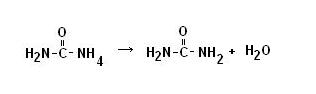 O O
H₂N-C-NH₄ → H₂N-C-NH₂ + H₂O